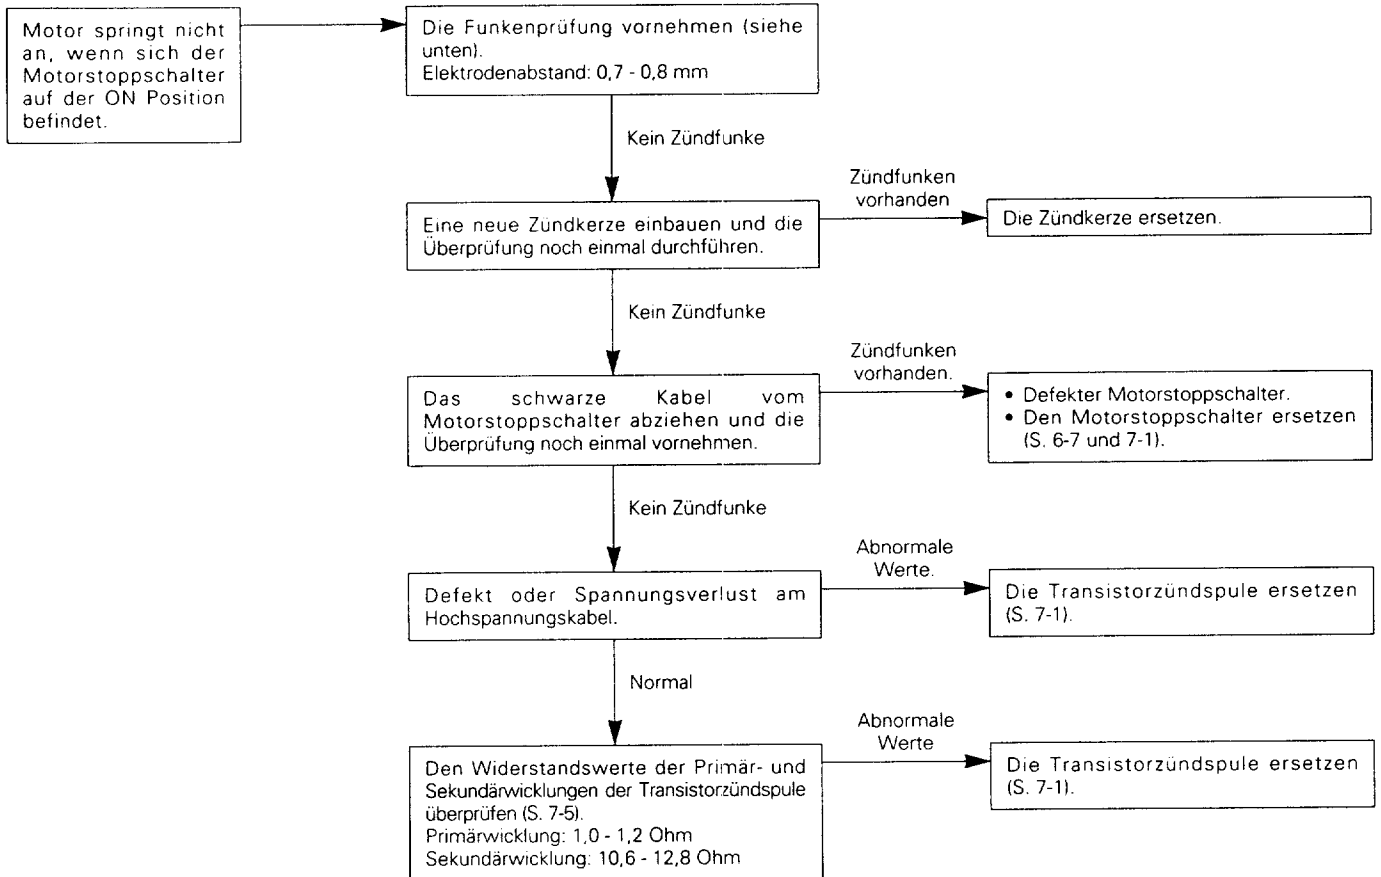 Motor springt nicht
an, wenn sich der
Motorstoppschalter
auf der ON Position
befindet.
Die Funkenprüfung vornehmen (siehe
unten).
Elektrodenabstand: 0,7 - 0,8 mm
Kein Zündfunke
Eine neue Zündkerze einbauen und die
Überprüfung noch einmal durchführen.
Zündfunken
vorhanden
Die Zündkerze ersetzen.
Kein Zündfunke
Das schwarze Kabel vom
Motorstoppschalter abziehen und die
Überprüfung noch einmal vornehmen.
Zündfunken
vorhanden.
• Defekter Motorstoppschalter.
• Den Motorstoppschalter ersetzen
(S. 6-7 und 7-1).
Kein Zündfunke
Defekt oder Spannungsverlust am
Hochspannungskabel.
Abnormale
Werte.
Die Transistorzündspule ersetzen
(S. 7-1).
Normal
Den Widerstandswerte der Primär- und
Sekundärwicklungen der Transistorzündspule
überprüfen (S. 7-5).
Primärwicklung: 1,0 - 1,2 Ohm
Sekundärwicklung: 10,6 - 12,8 Ohm
Abnormale
Werte
Die Transistorzündspule ersetzen
(S. 7-1).